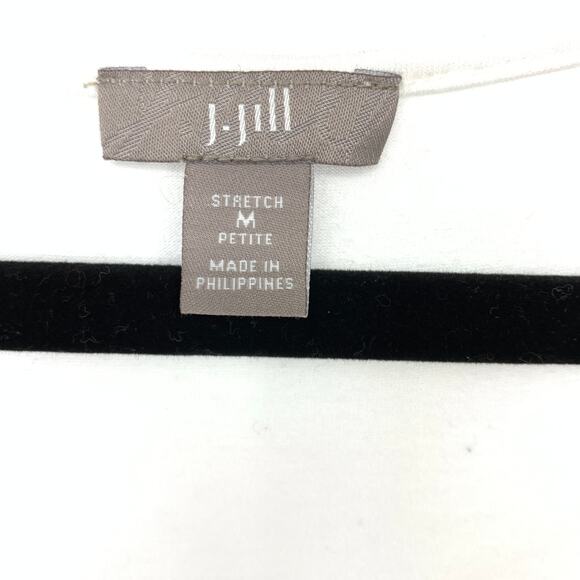 J.Jill
STRETCH
M
PETITE
MADE IN
PHILIPPINES